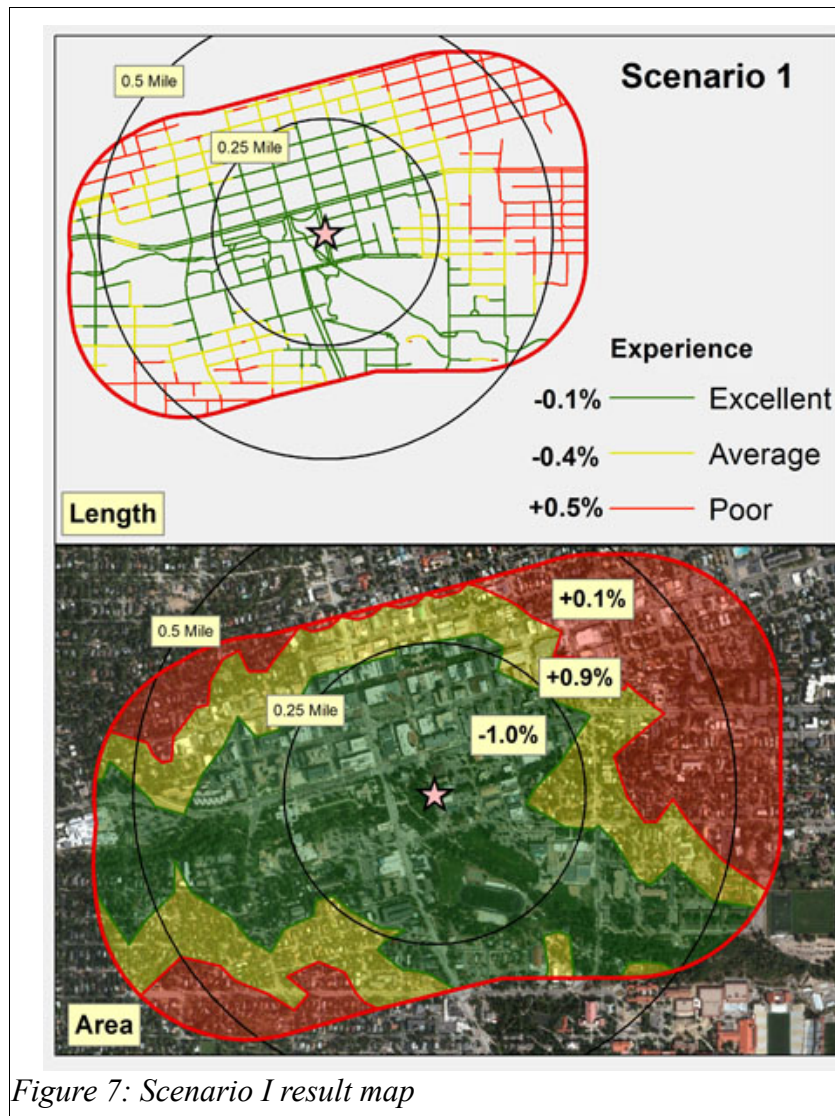 Scenario 1
0.5 Mile
0.25 Mile
Experience
-0.1% Excellent
-0.4% Average
+0.5% Poor
Length
+0.1%
0.5 Mile
+0.9%
0.25 Mile
-1.0%
Area
Figure 7: Scenario I result map